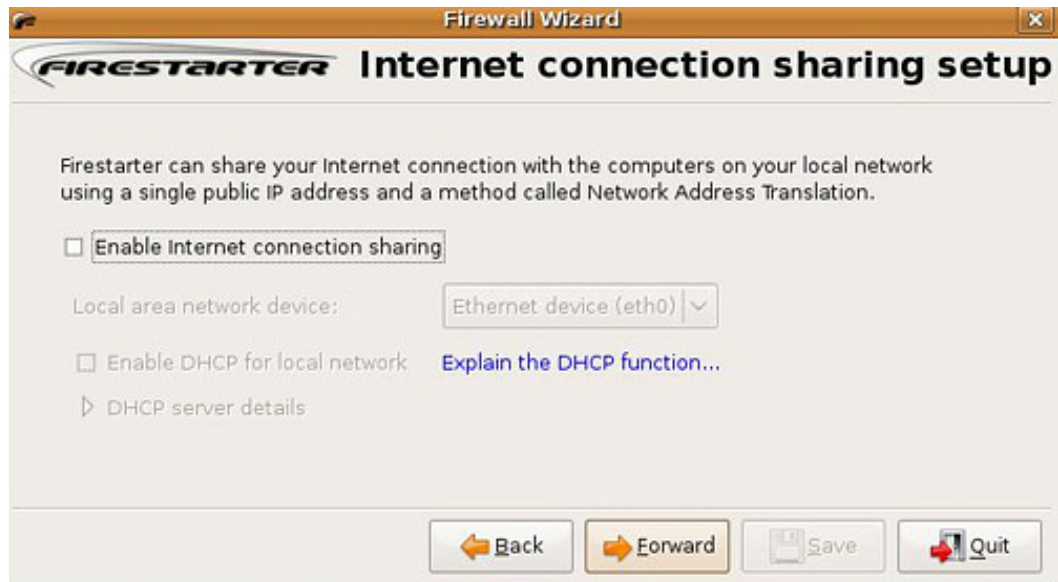 Firewall Wizard
FIRESTARTER Internet connection sharing setup
Firestarter can share your Internet connection with the computers on your local network
using a single public IP address and a method called Network Address Translation.
Enable Internet connection sharing
Local area network device: Ethernet device (eth0)
Enable DHCP for local network Explain the DHCP function...
DHCP server details
Back Forward Save Quit